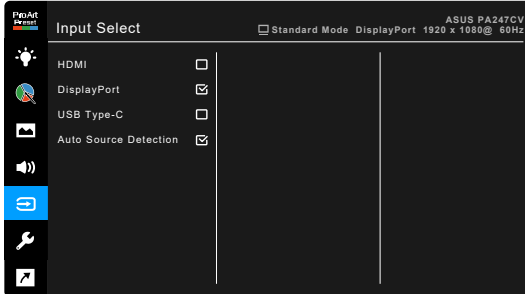 ProArt
Preset
Input Select
ASUS PA247CV
Standard Mode DisplayPort 1920 x 1080@ 60Hz
HDMI
DisplayPort
USB Type-C
Auto Source Detection